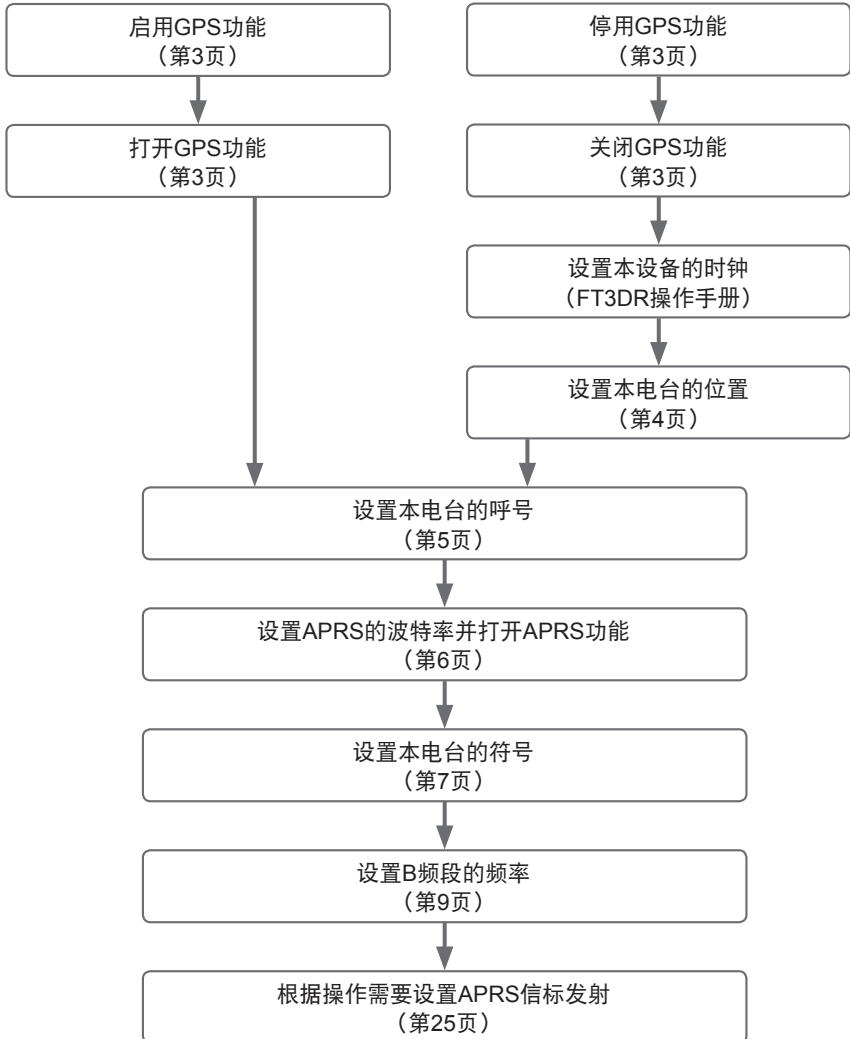 启用GPS功能
（第3页）
打开GPS功能
（第3页）
停用GPS功能
（第3页）
关闭GPS功能
（第3页）
设置本设备的时钟
（FT3DR操作手册）
设置本电台的位置
（第4页）
设置本电台的呼号
（第5页）
设置APRS的波特率并打开APRS功能
（第6页）
设置本电台的符号
（第7页）
设置B频段的频率
（第9页）
根据操作需要设置APRS信标发射
（第25页）